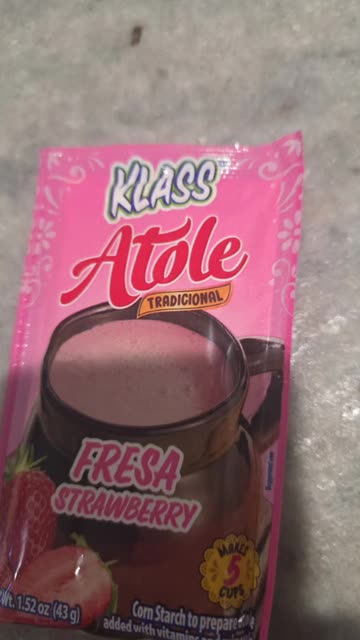 KLASS
Atole
TRADICIONAL
FRESA
STRAWBERRY
MAKES
5
CUPS
Wt. 1.52 oz (43 g)
Corn Starch to prepare
added with vitamins